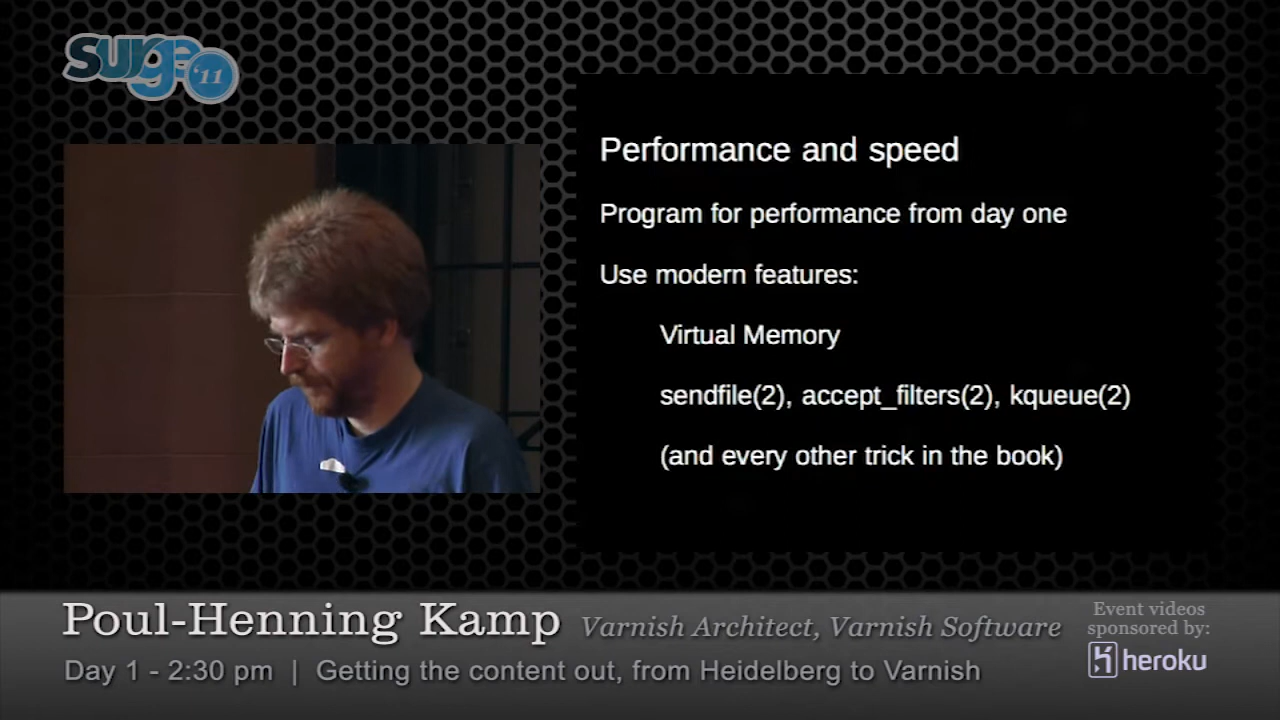 surge '11
Performance and speed
Program for performance from day one
Use modern features:
Virtual Memory
sendfile(2), accept_filters(2), kqueue(2)
(and every other trick in the book)
Poul-Henning Kamp Varnish Architect, Varnish Software
Day 1 - 2:30 pm | Getting the content out, from Heidelberg to Varnish
Event videos
sponsored by:
heroku